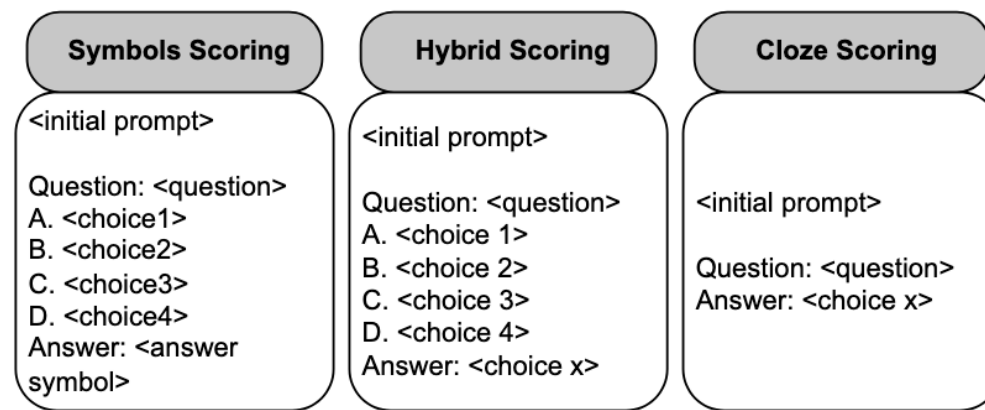 Symbols Scoring
<initial prompt>
Question: <question>
A. <choice1>
B. <choice2>
C. <choice3>
D. <choice4>
Answer: <answer
symbol>
Hybrid Scoring
<initial prompt>
Question: <question>
A. <choice 1>
B. <choice 2>
C. <choice 3>
D. <choice 4>
Answer: <choice x>
Cloze Scoring
<initial prompt>
Question: <question>
Answer: <choice x>